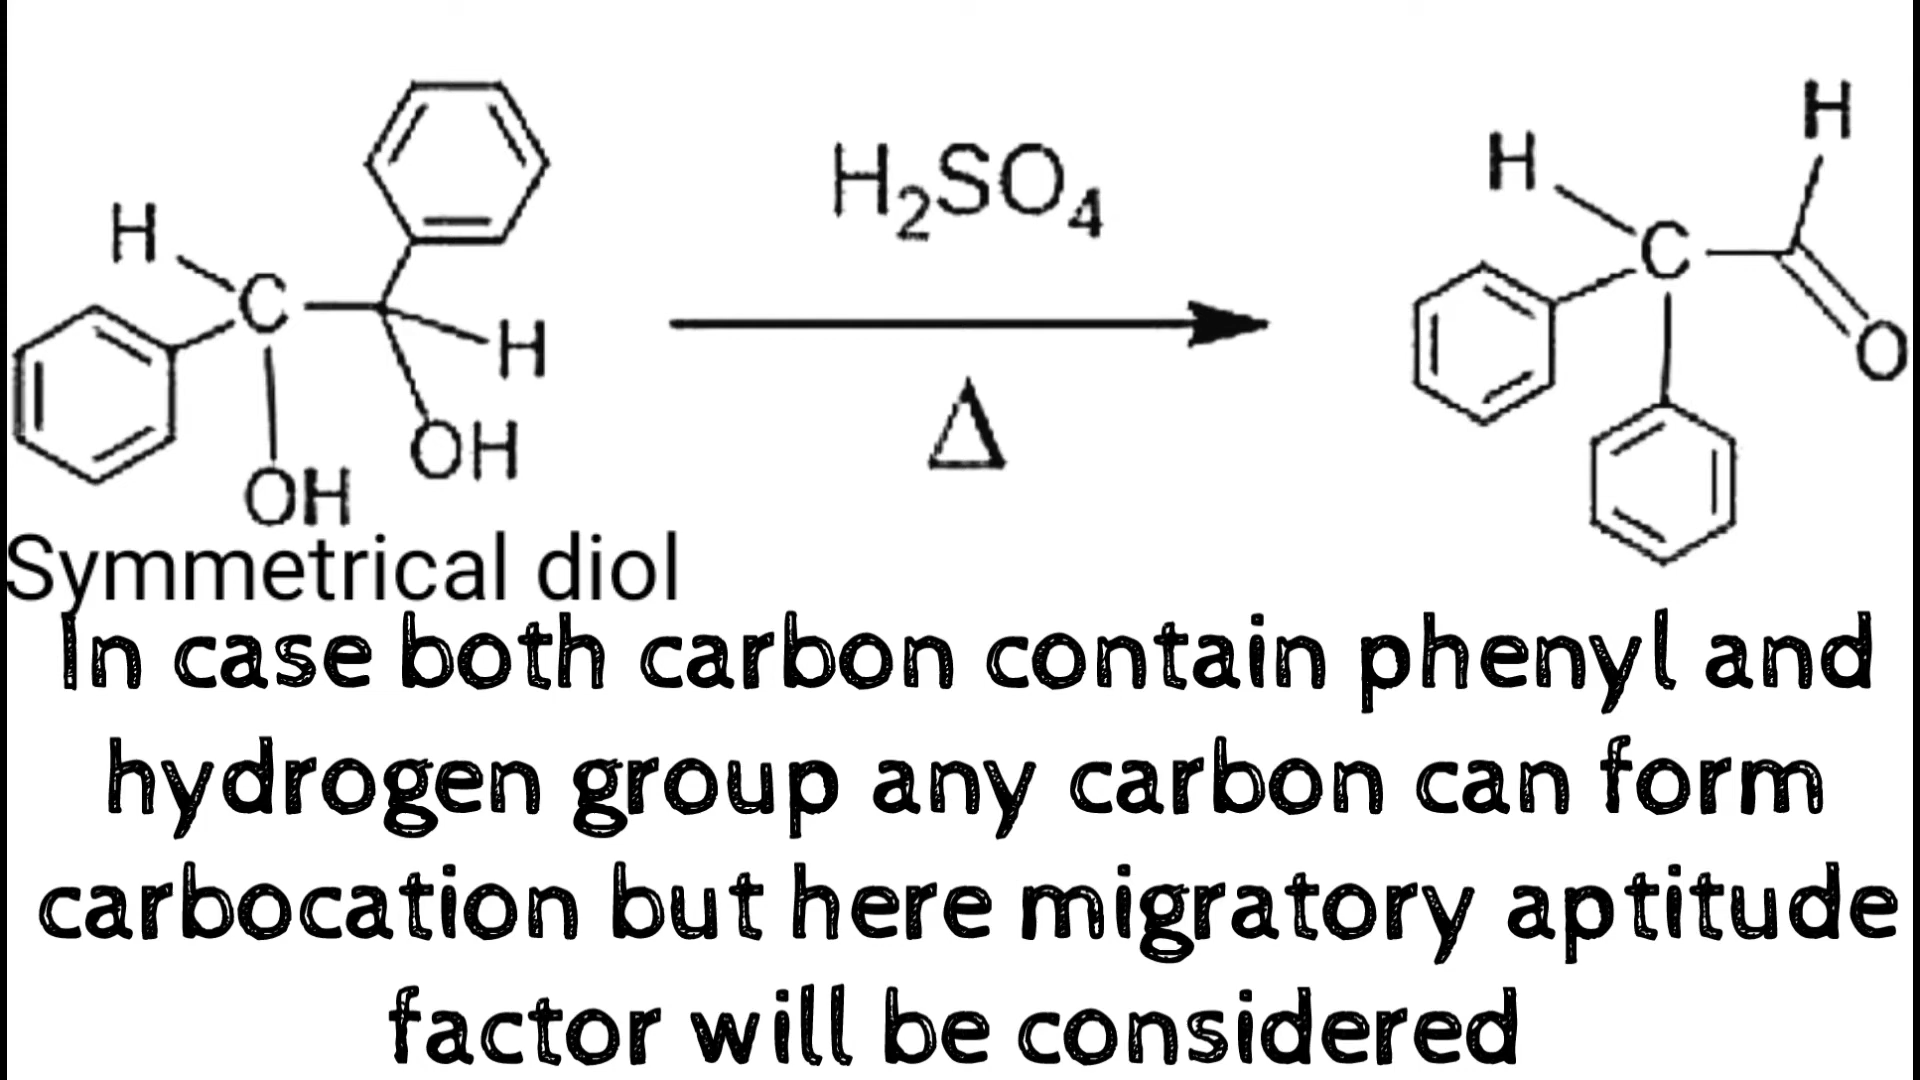 H
H
H
H₂SO₄
C
C
H
O
Δ
OH
OH
Symmetrical diol
In case both carbon contain phenyl and
hydrogen group any carbon can form
carbocation but here migratory aptitude
factor will be considered